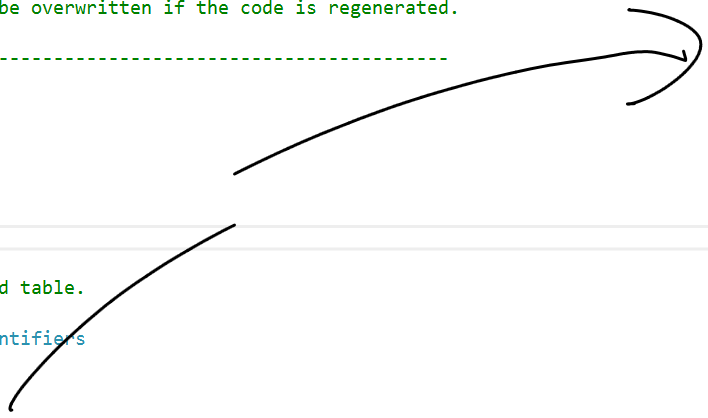 be overwritten if the code is regenerated.
-----------------------------------------
d table.
ntifiers